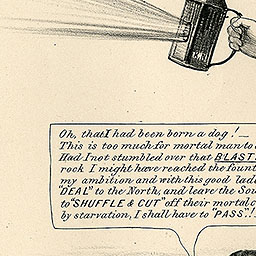 Oh, that I had been born a dog!_
This is too much for mortal man to
Had I not stumbled over that BLAST
rock I might have reached the fount
my ambition and with this good lad
"DEAL" to the North, and leave the Sou
to "SHUFFLE & CUT" off their mortal c
by starvation, I shall have to "PASS".!